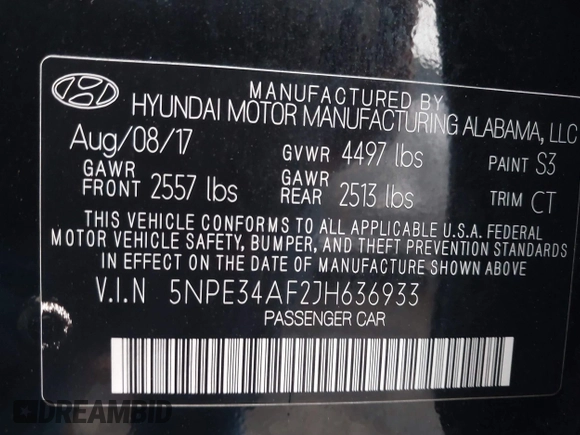 MANUFACTURED BY
HYUNDAI MOTOR MANUFACTURING ALABAMA, LLC
Aug/08/17 GVWR 4497 lbs PAINT S3
GAWR FRONT 2557 lbs GAWR REAR 2513 lbs TRIM CT
THIS VEHICLE CONFORMS TO ALL APPLICABLE U.S.A. FEDERAL
MOTOR VEHICLE SAFETY, BUMPER, AND THEFT PREVENTION STANDARDS
IN EFFECT ON THE DATE OF MANUFACTURE SHOWN ABOVE
V.I.N 5NPE34AF2JH636933
PASSENGER CAR
DREAMBID